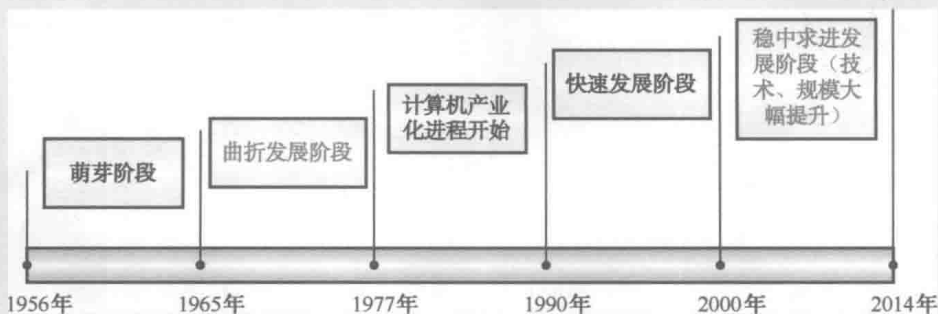 萌芽阶段
曲折发展阶段
计算机产业
化进程开始
快速发展阶段
稳中求进发
展阶段（技
术、规模大
幅提升）
1956年
1965年
1977年
1990年
2000年
2014年